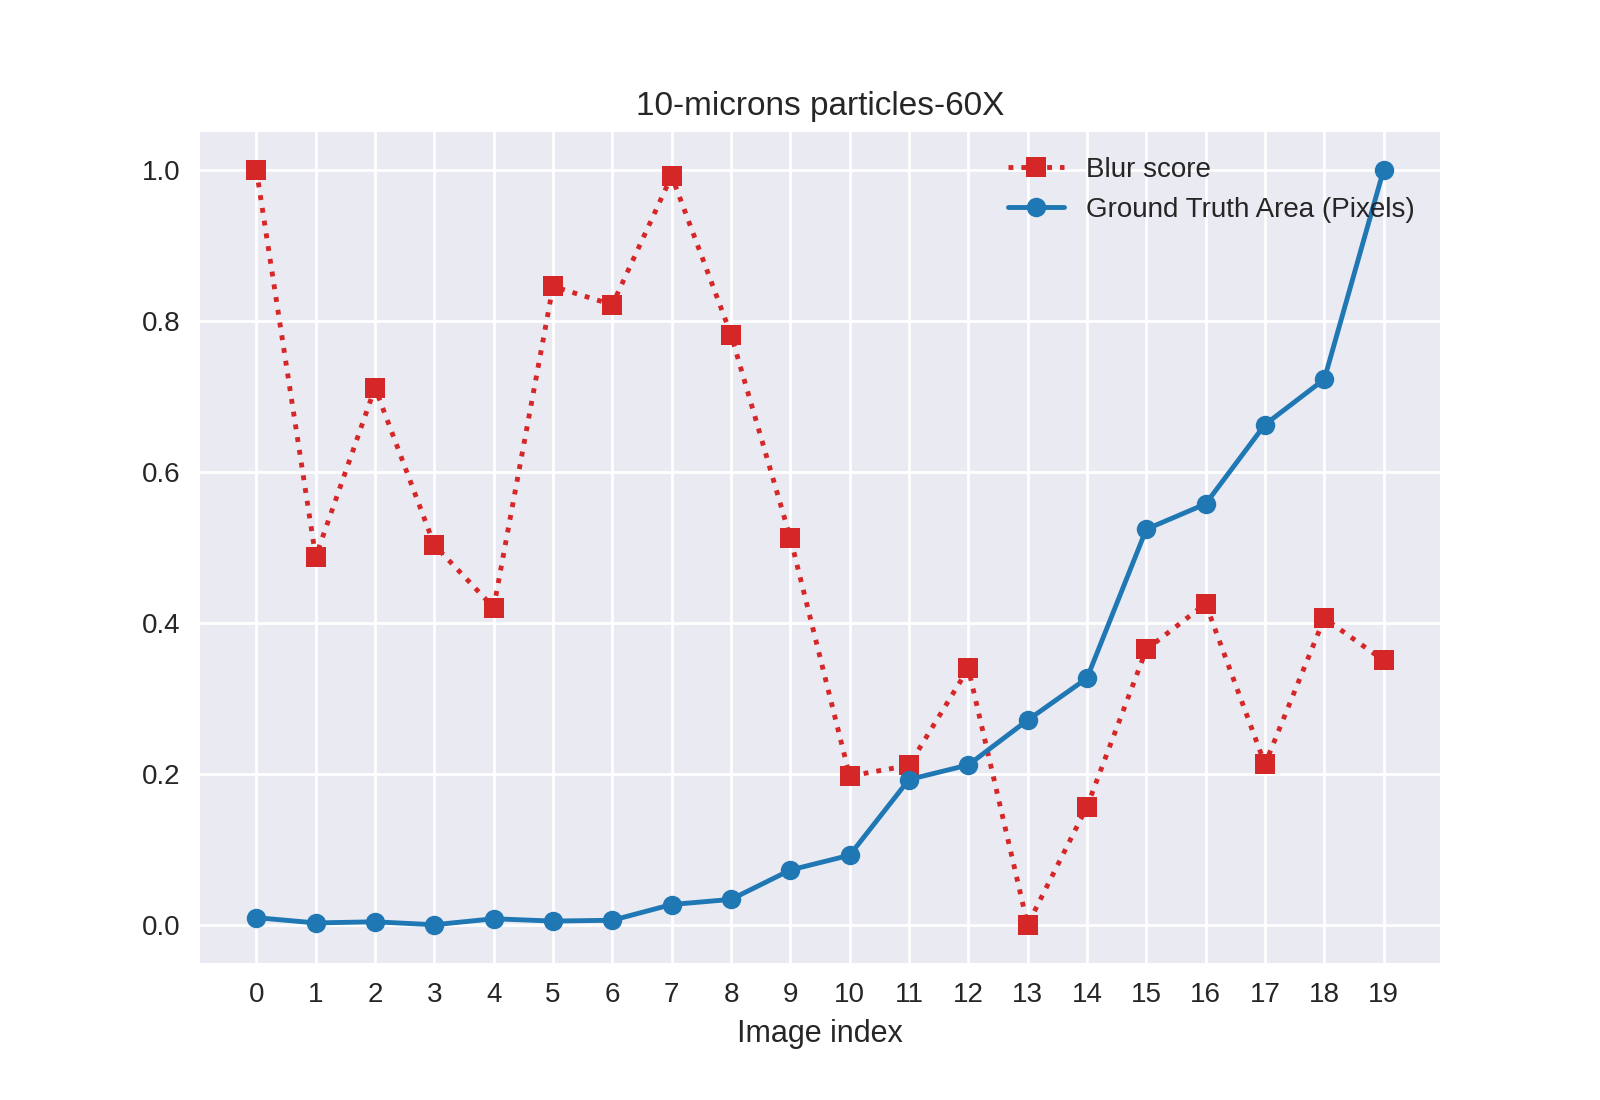 10-microns particles-60X
Blur score
Ground Truth Area (Pixels)
1.0
0.8
0.6
0.4
0.2
0.0
0 1 2 3 4 5 6 7 8 9 10 11 12 13 14 15 16 17 18 19
Image index